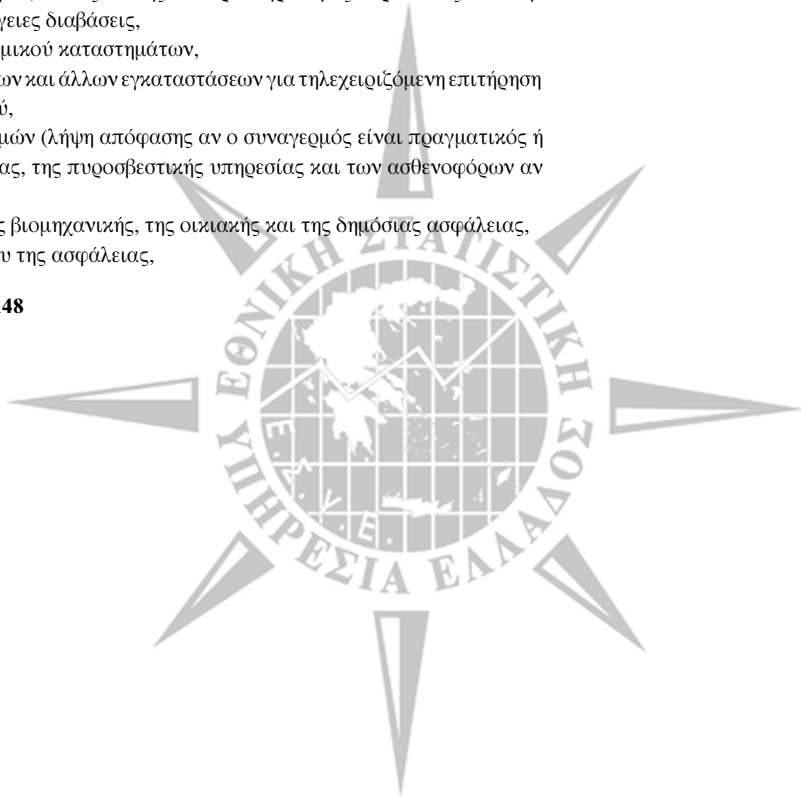 γειες διαβάσεις,
μικού καταστημάτων,
ων και άλλων εγκαταστάσεων για τηλεχειριζόμενη επιτήρηση
ύ,
μών (λήψη απόφασης αν ο συναγερμός είναι πραγματικός ή
ας, της πυροσβεστικής υπηρεσίας και των ασθενοφόρων αν
ς βιομηχανικής, της οικιακής και της δημόσιας ασφάλειας,
υ της ασφάλειας,
48
ΕΘΝΙΚΗ ΣΤΑΤΙΣΤΙΚΗ
ΥΠΗΡΕΣΙΑ ΕΛΛΑΔΟΣ
Ε.Σ.Υ.Ε.